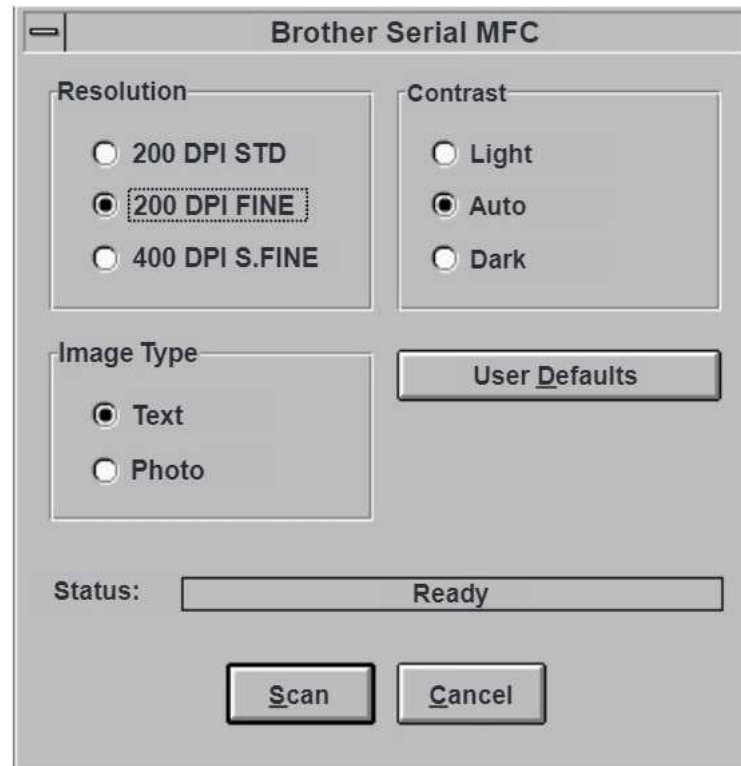 Brother Serial MFC
Resolution
200 DPI STD
200 DPI FINE
400 DPI S.FINE
Contrast
Light
Auto
Dark
Image Type
Text
Photo
User Defaults
Status: Ready
Scan Cancel